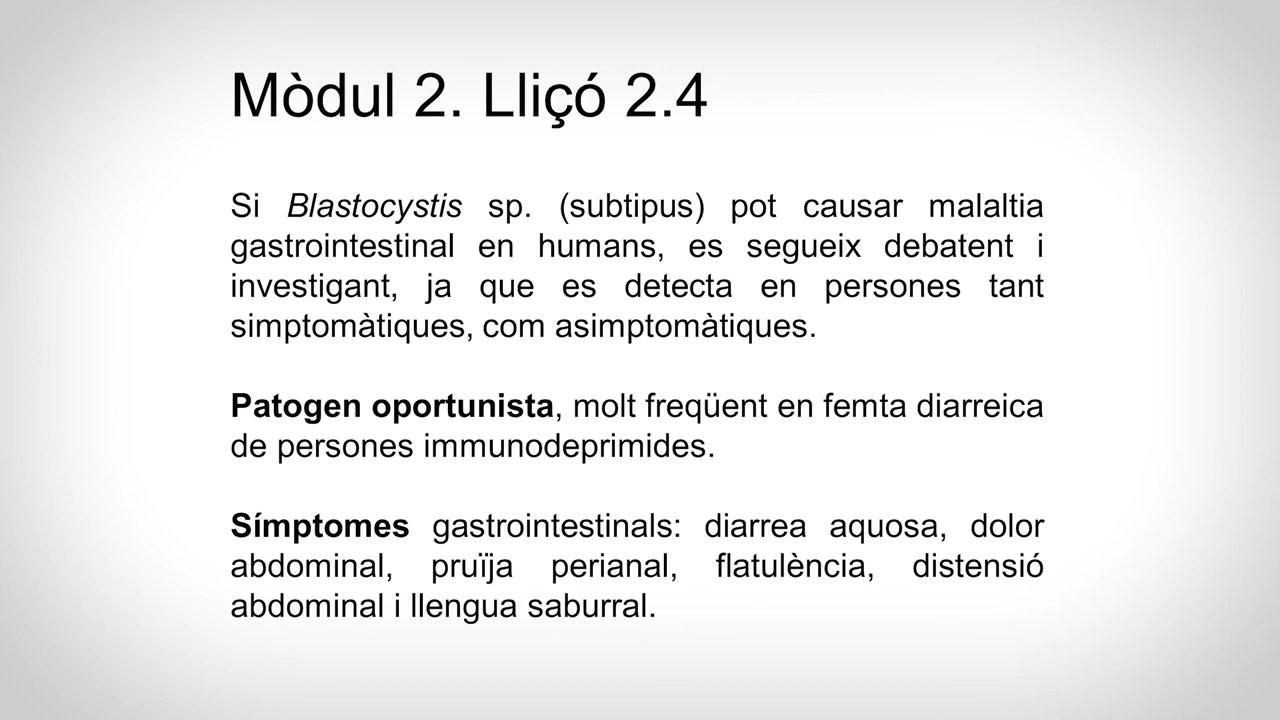 Mòdul 2. Lliçó 2.4
Si Blastocystis sp. (subtipus) pot causar malaltia
gastrointestinal en humans, es segueix debatent i
investigant, ja que es detecta en persones tant
simptomàtiques, com asimptomàtiques.
Patogen oportunista, molt freqüent en femta diarreica
de persones immunodeprimides.
Símptomes gastrointestinals: diarrea aquosa, dolor
abdominal, pruïja perianal, flatulència, distensió
abdominal i llengua saburral.